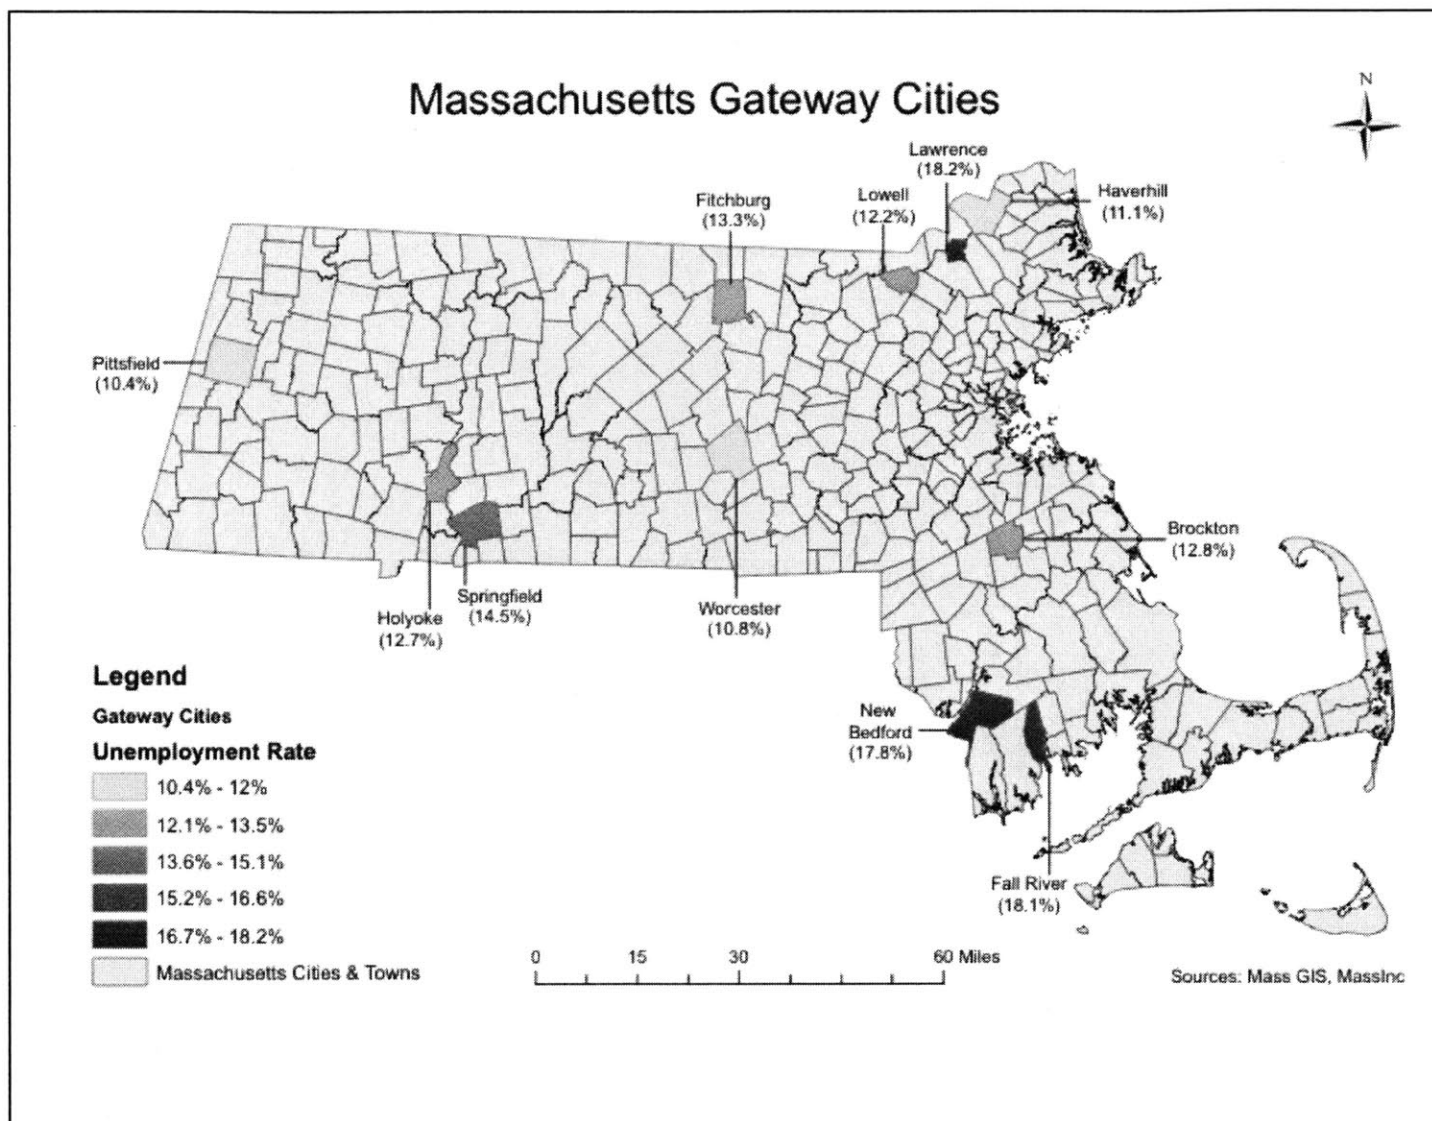 Massachusetts Gateway Cities
N
Lawrence
(18.2%)
Haverhill
(11.1%)
Lowell
(12.2%)
Fitchburg
(13.3%)
Pittsfield
(10.4%)
Brockton
(12.8%)
Springfield
(14.5%)
Holyoke
(12.7%)
Worcester
(10.8%)
New
Bedford
(17.8%)
Fall River
(18.1%)
Legend
Gateway Cities
Unemployment Rate
10.4% - 12%
12.1% - 13.5%
13.6% - 15.1%
15.2% - 16.6%
16.7% - 18.2%
Massachusetts Cities & Towns
0 15 30 60 Miles
Sources: Mass GIS, MassInc